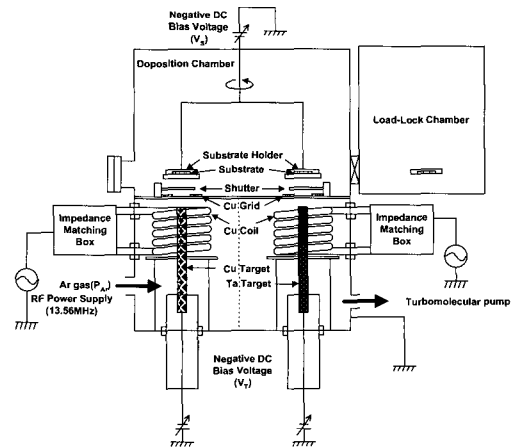 Negative DC
Bias Voltage
(VS)
Doposition Chamber
Load-Lock Chamber
Substrate Holder
Substrate
Shutter
Cu Grid
Cu Coil
Impedance
Matching
Box
Impedance
Matching
Box
Cu Target
Ta Target
Ar gas(PAr)
RF Power Supply
(13.56MHz)
Turbomolecular pump
Negative DC
Bias Voltage
(VT)